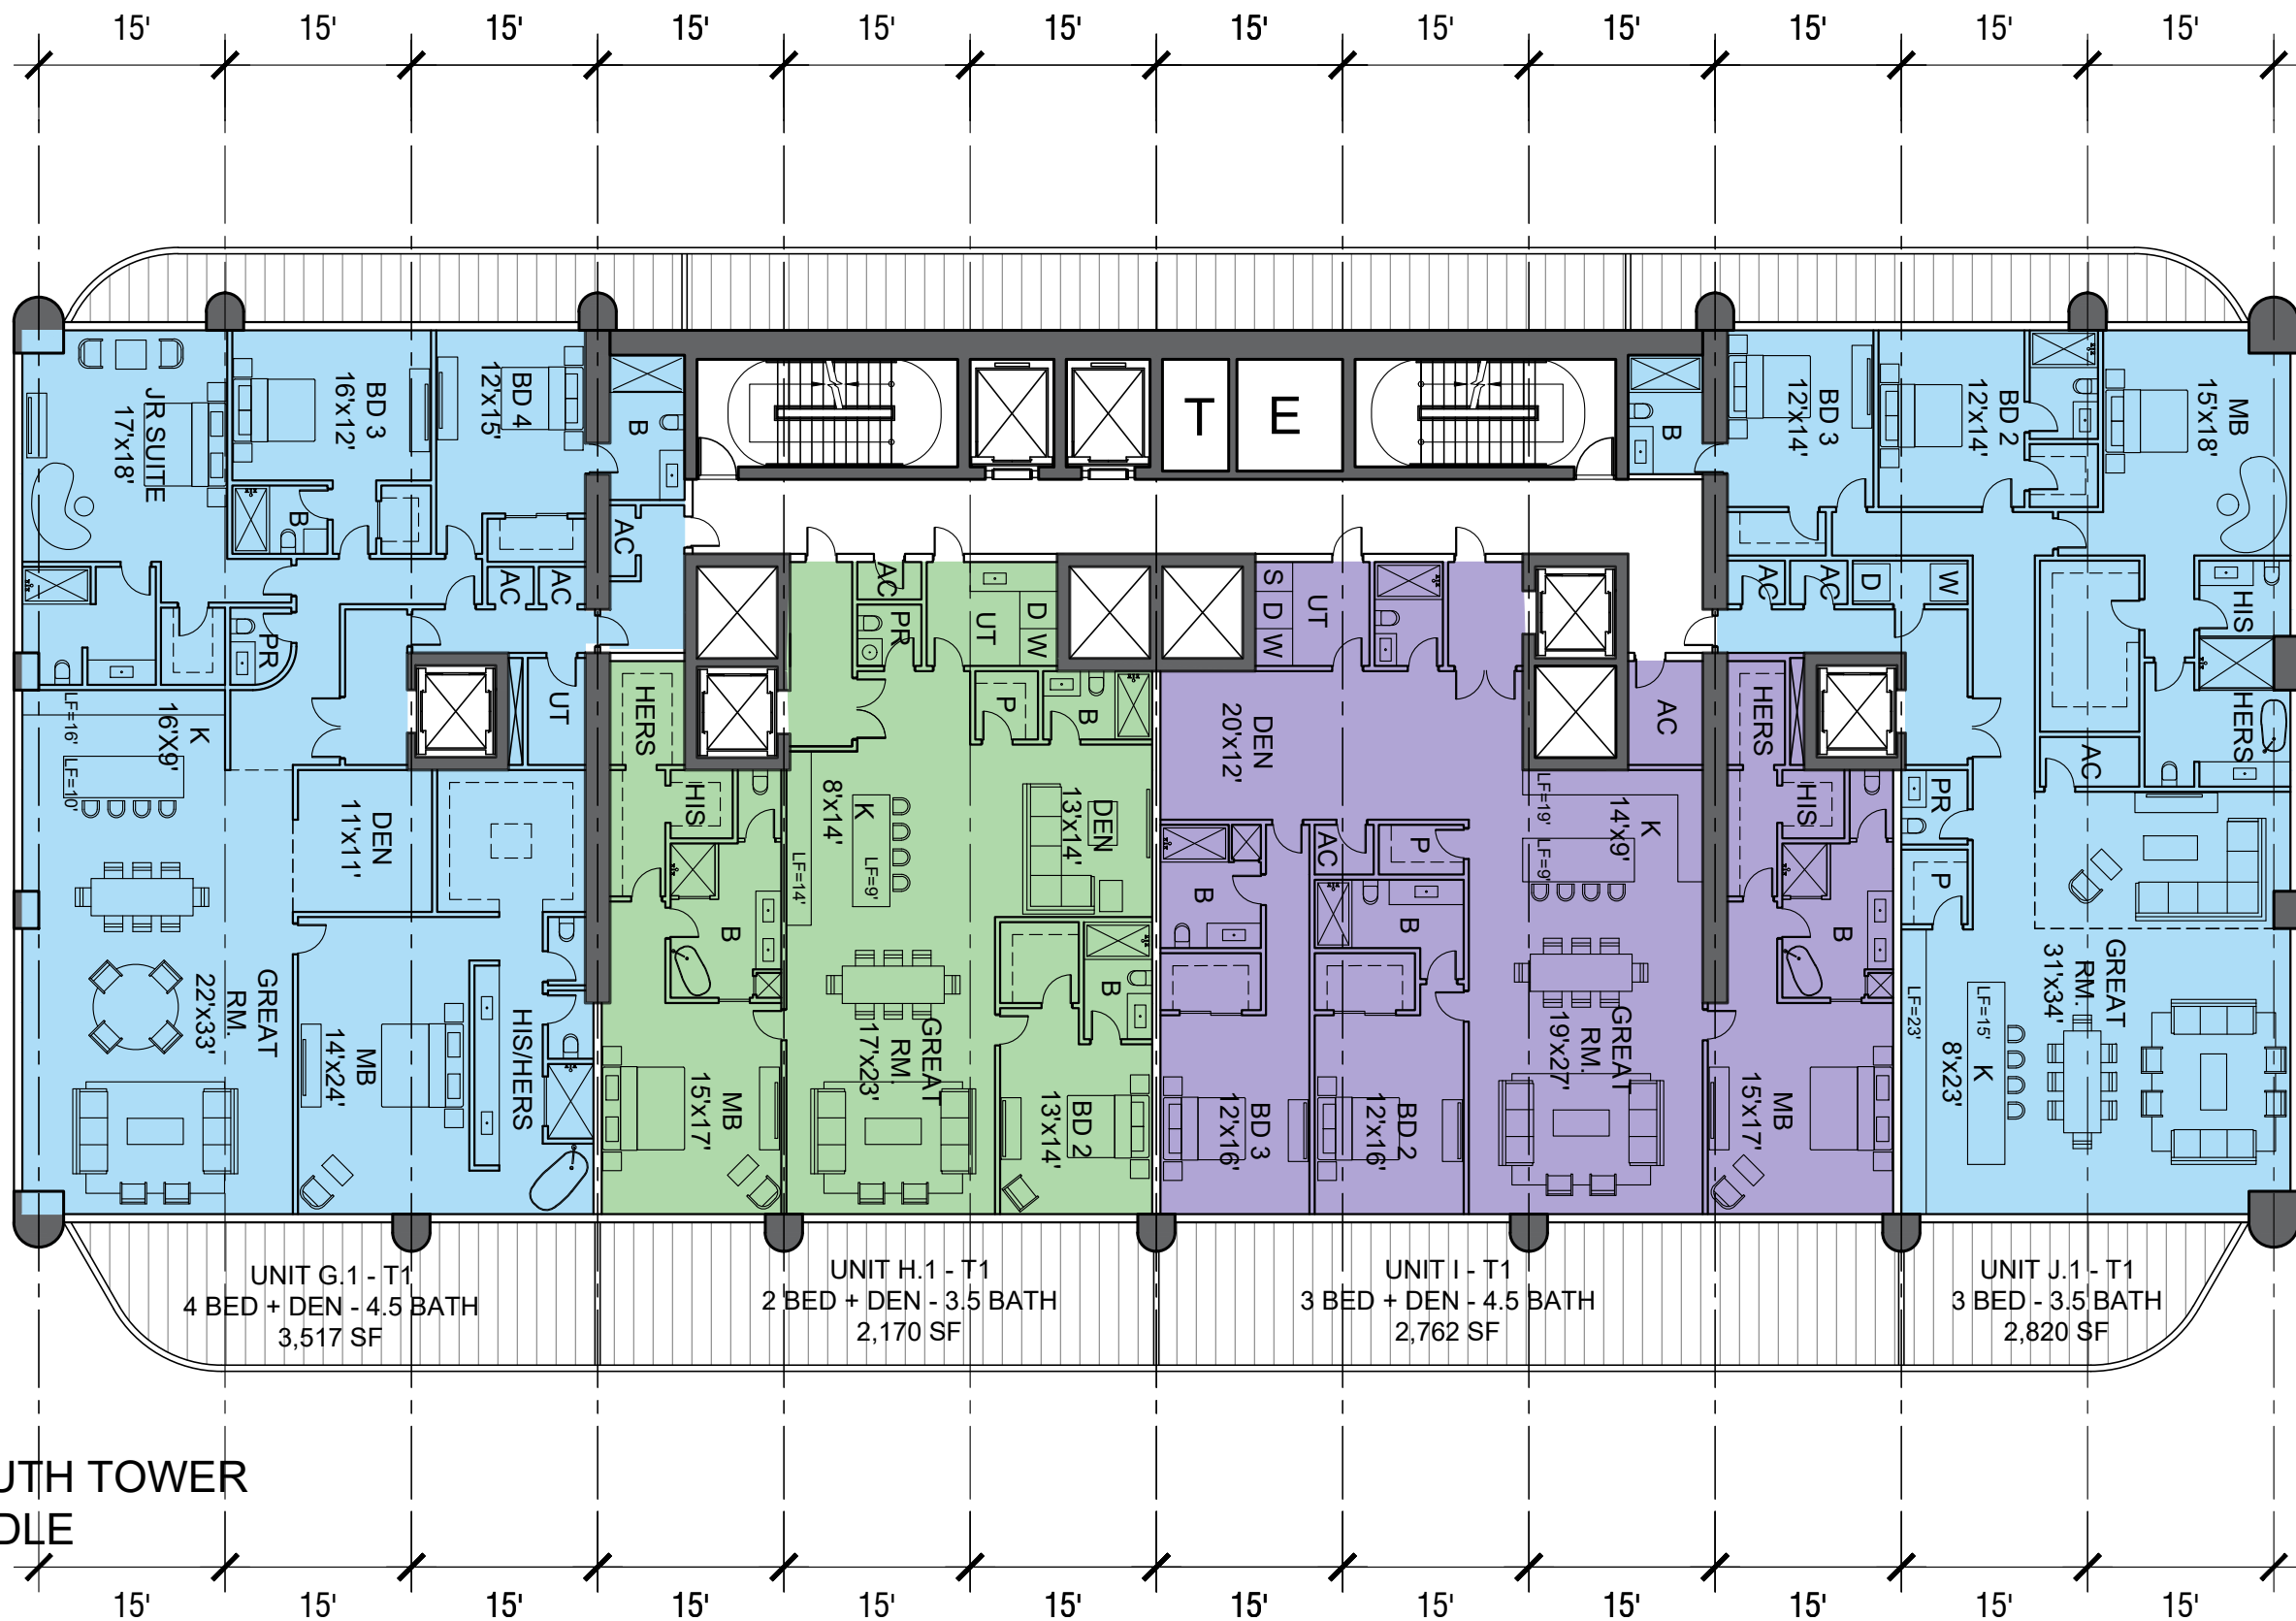 15' 15' 15' 15' 15' 15' 15' 15' 15' 15' 15' 15'
JR SUITE
17'x18'
BD 3
16'x12'
BD 4
12'x15'
B
T
E
B
BD 3
12'x14'
BD 2
12'x14'
MB
15'x18'
B
AC
AC
AC
PR
UT
K
16'X9'
LF=16'
LF=10'
DEN
11'x11'
GREAT
RM.
22'x33'
MB
14'x24'
HIS/HERS
HERS
HIS
B
MB
15'x17'
AC
PR
UT
D
W
P
B
K
8'x14'
LF=14'
LF=9'
DEN
13'x14'
GREAT
RM.
17'x23'
B
BD 2
13'x14'
S
D
W
UT
DEN
20'x12'
AC
P
B
B
BD 3
12'x16'
BD 2
12'x16'
AC
K
14'x9'
LF=19'
LF=9'
GREAT
RM.
19'x27'
HERS
HIS
B
MB
15'x17'
AC
AC
D
W
HIS
HERS
AC
PR
P
GREAT
RM.
31'x34'
LF=23'
LF=15'
K
8'x23'
UNIT G.1 - T1
4 BED + DEN - 4.5 BATH
3,517 SF
UNIT H.1 - T1
2 BED + DEN - 3.5 BATH
2,170 SF
UNIT I - T1
3 BED + DEN - 4.5 BATH
2,762 SF
UNIT J.1 - T1
3 BED - 3.5 BATH
2,820 SF
UTH TOWER
DLE
15' 15' 15' 15' 15' 15' 15' 15' 15' 15' 15' 15'